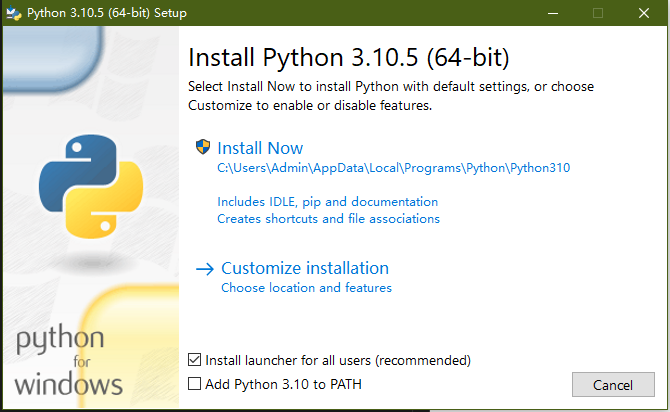 Python 3.10.5 (64-bit) Setup
Install Python 3.10.5 (64-bit)
Select Install Now to install Python with default settings, or choose
Customize to enable or disable features.
Install Now
C:\Users\Admin\AppData\Local\Programs\Python\Python310
Includes IDLE, pip and documentation
Creates shortcuts and file associations
Customize installation
Choose location and features
python
for
windows
Install launcher for all users (recommended)
Add Python 3.10 to PATH
Cancel